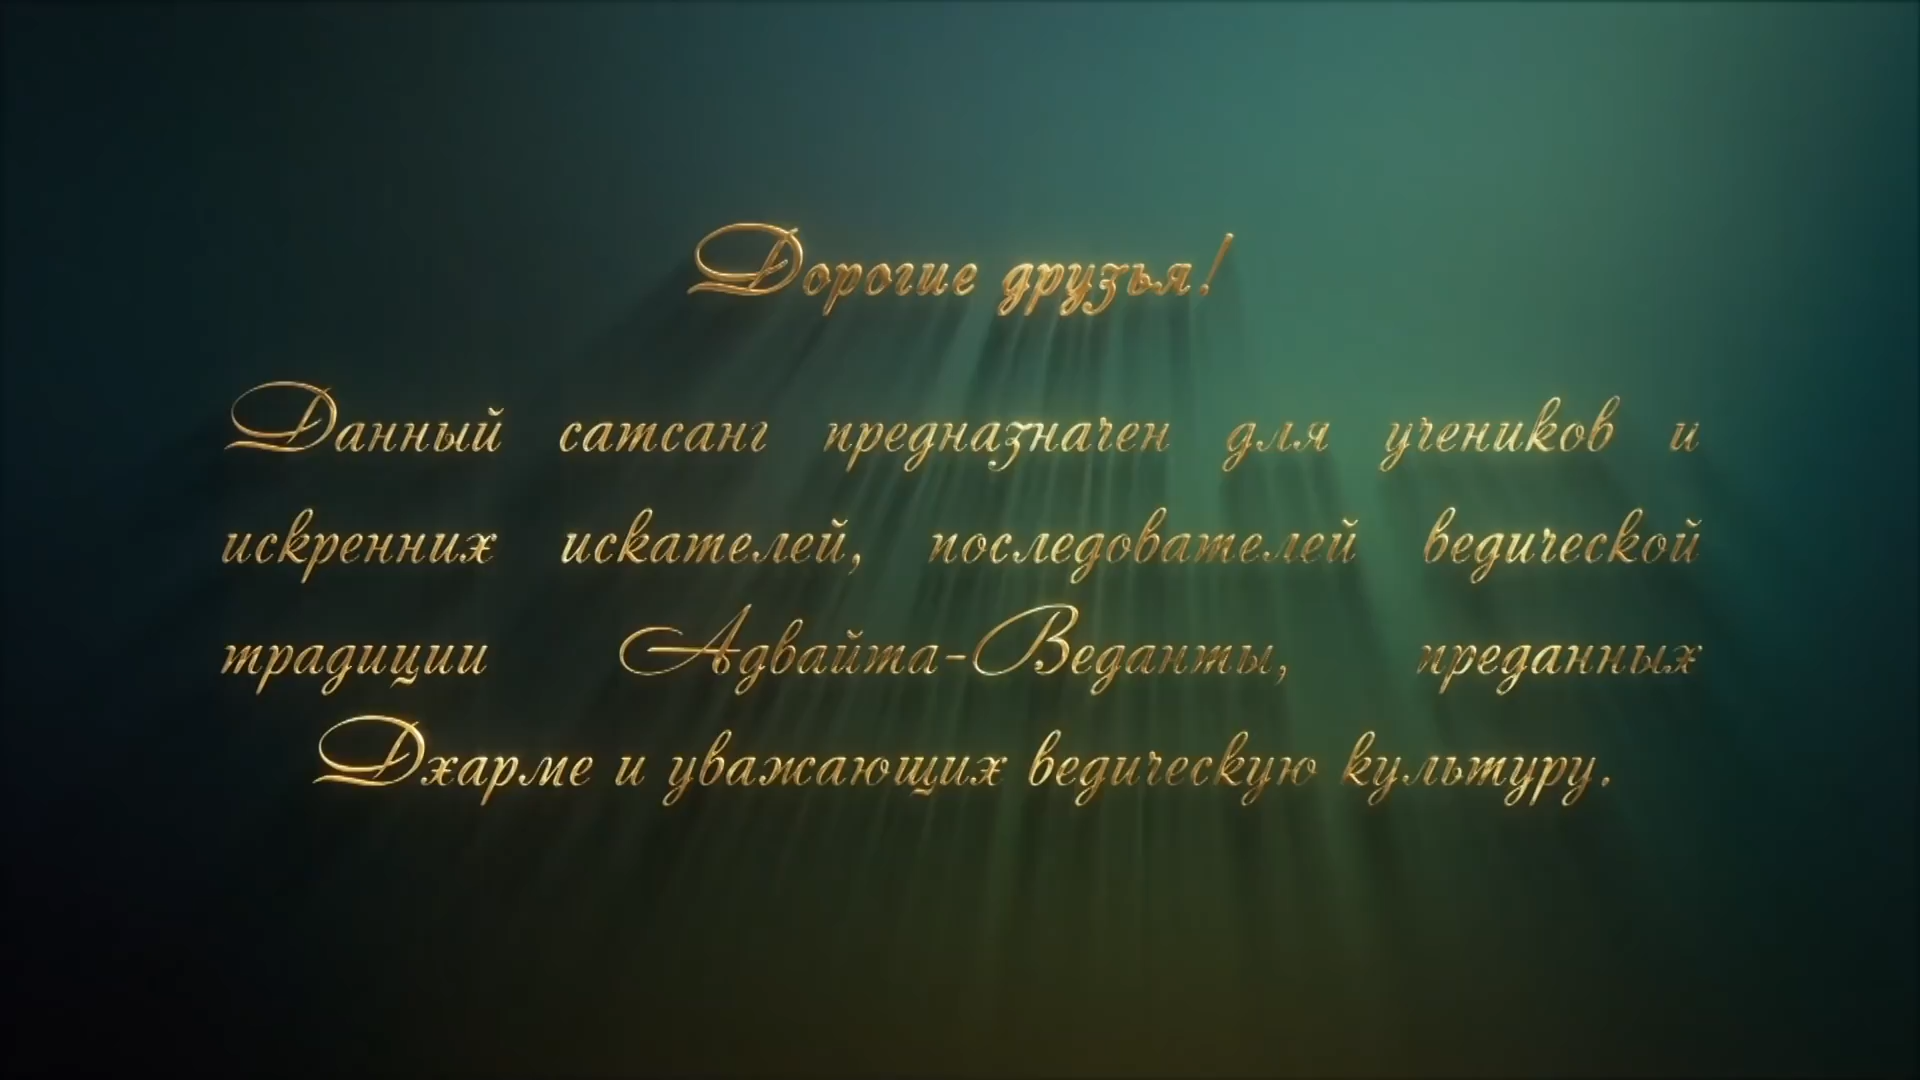 Дорогие друзья!
Данный сатсанг предназначен для учеников и
искренних искателей, последователей ведической
традиции Адвайта-Веданты, преданных
Дхарме и уважающих ведическую культуру.